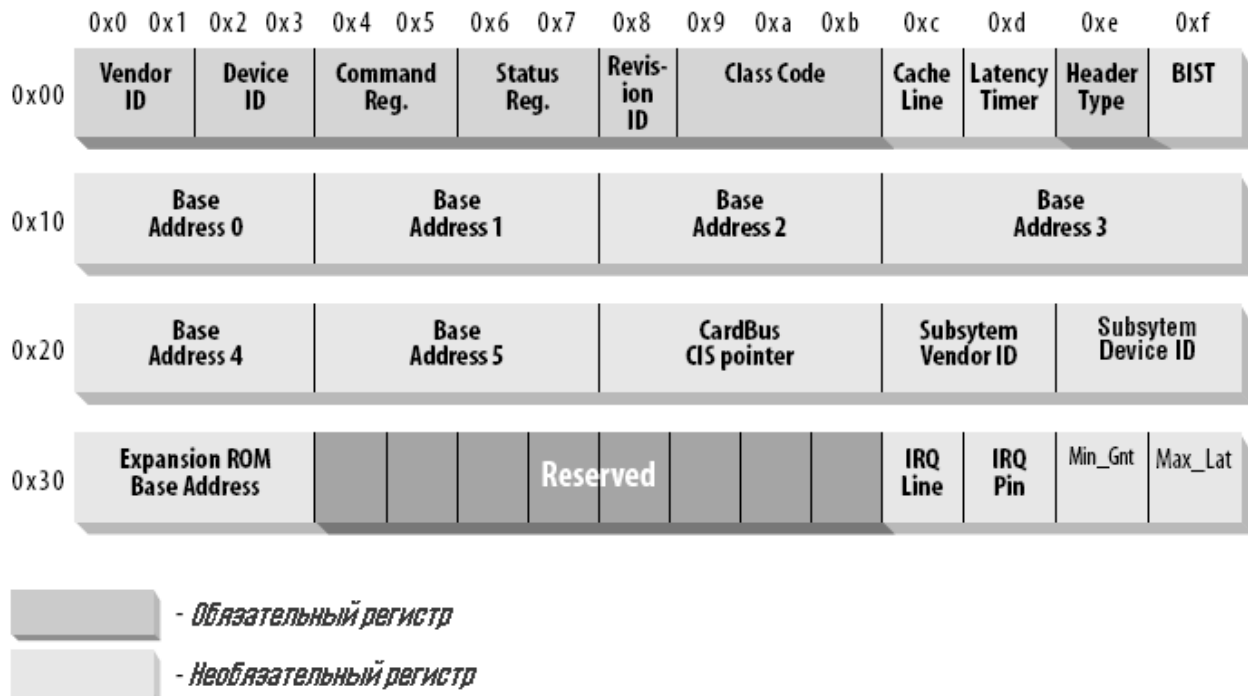 0x0 0x1 0x2 0x3 0x4 0x5 0x6 0x7 0x8 0x9 0xa 0xb 0xc 0xd 0xe 0xf
0x00
Vendor
ID
Device
ID
Command
Reg.
Status
Reg.
Revis-
ion
ID
Class Code
Cache
Line
Latency
Timer
Header
Type
BIST
0x10
Base
Address 0
Base
Address 1
Base
Address 2
Base
Address 3
0x20
Base
Address 4
Base
Address 5
CardBus
CIS pointer
Subsytem
Vendor ID
Subsytem
Device ID
0x30
Expansion ROM
Base Address
Reserved
IRQ
Line
IRQ
Pin
Min_Gnt
Max_Lat
- Обязательный регистр
- Необязательный регистр